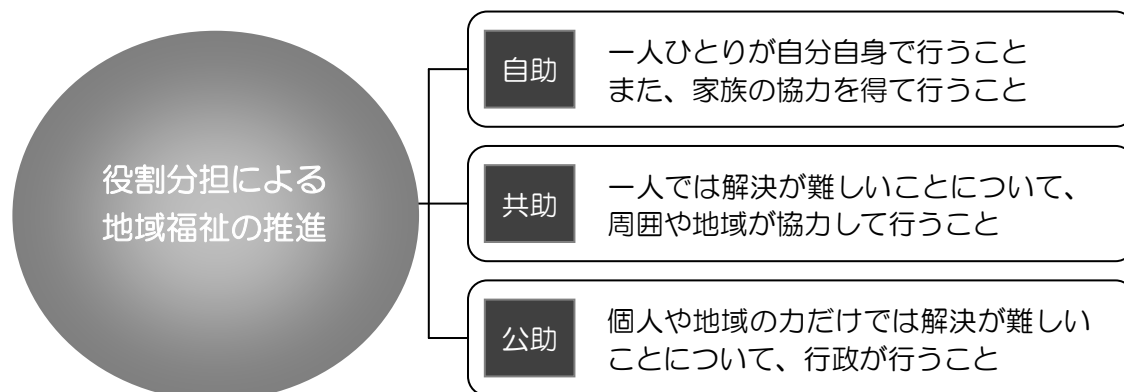 役割分担による
地域福祉の推進
自助
一人ひとりが自分自身で行うこと
また、家族の協力を得て行うこと
共助
一人では解決が難しいことについて、
周囲や地域が協力して行うこと
公助
個人や地域の力だけでは解決が難しい
ことについて、行政が行うこと